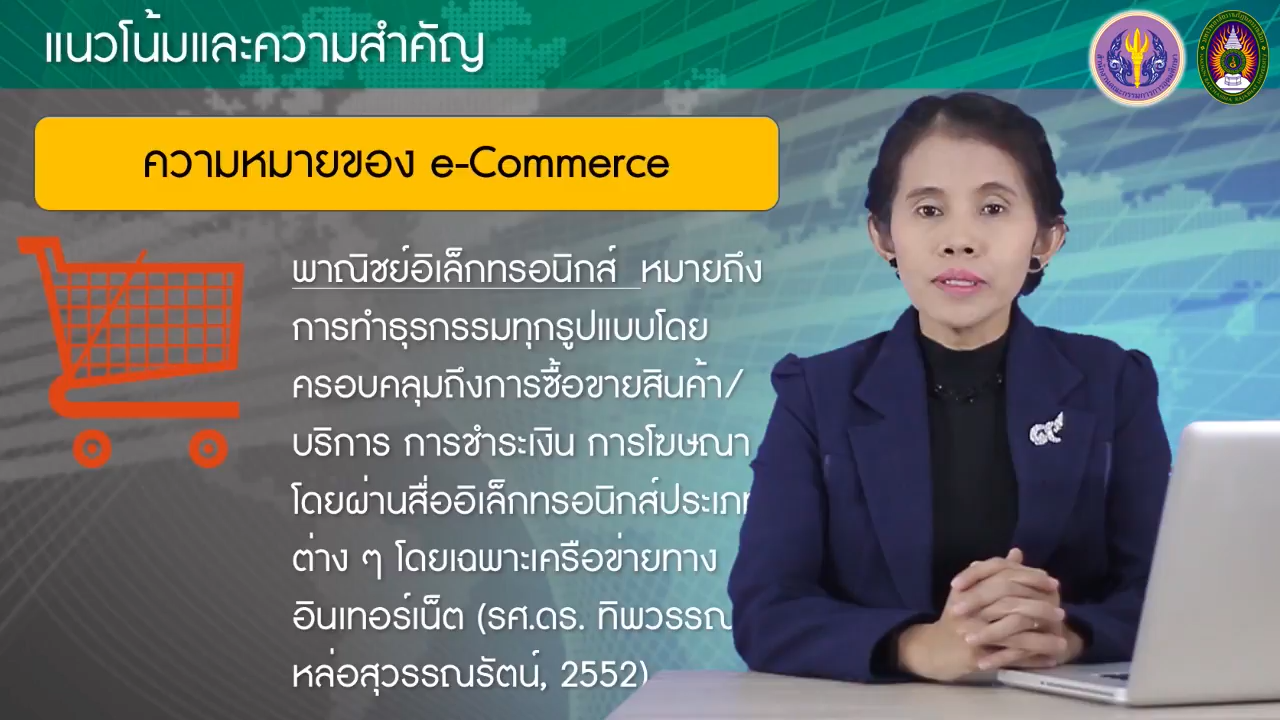 แนวโน้มและความสำคัญ
ความหมายของ e-Commerce
พาณิชย์อิเล็กทรอนิกส์ หมายถึง
การทำธุรกรรมทุกรูปแบบโดย
ครอบคลุมถึงการซื้อขายสินค้า/
บริการ การชำระเงิน การโฆษณา
โดยผ่านสื่ออิเล็กทรอนิกส์ประเภท
ต่าง ๆ โดยเฉพาะเครือข่ายทาง
อินเทอร์เน็ต (รศ.ดร. ทิพวรรณ
หล่อสุวรรณรัตน์, 2552)